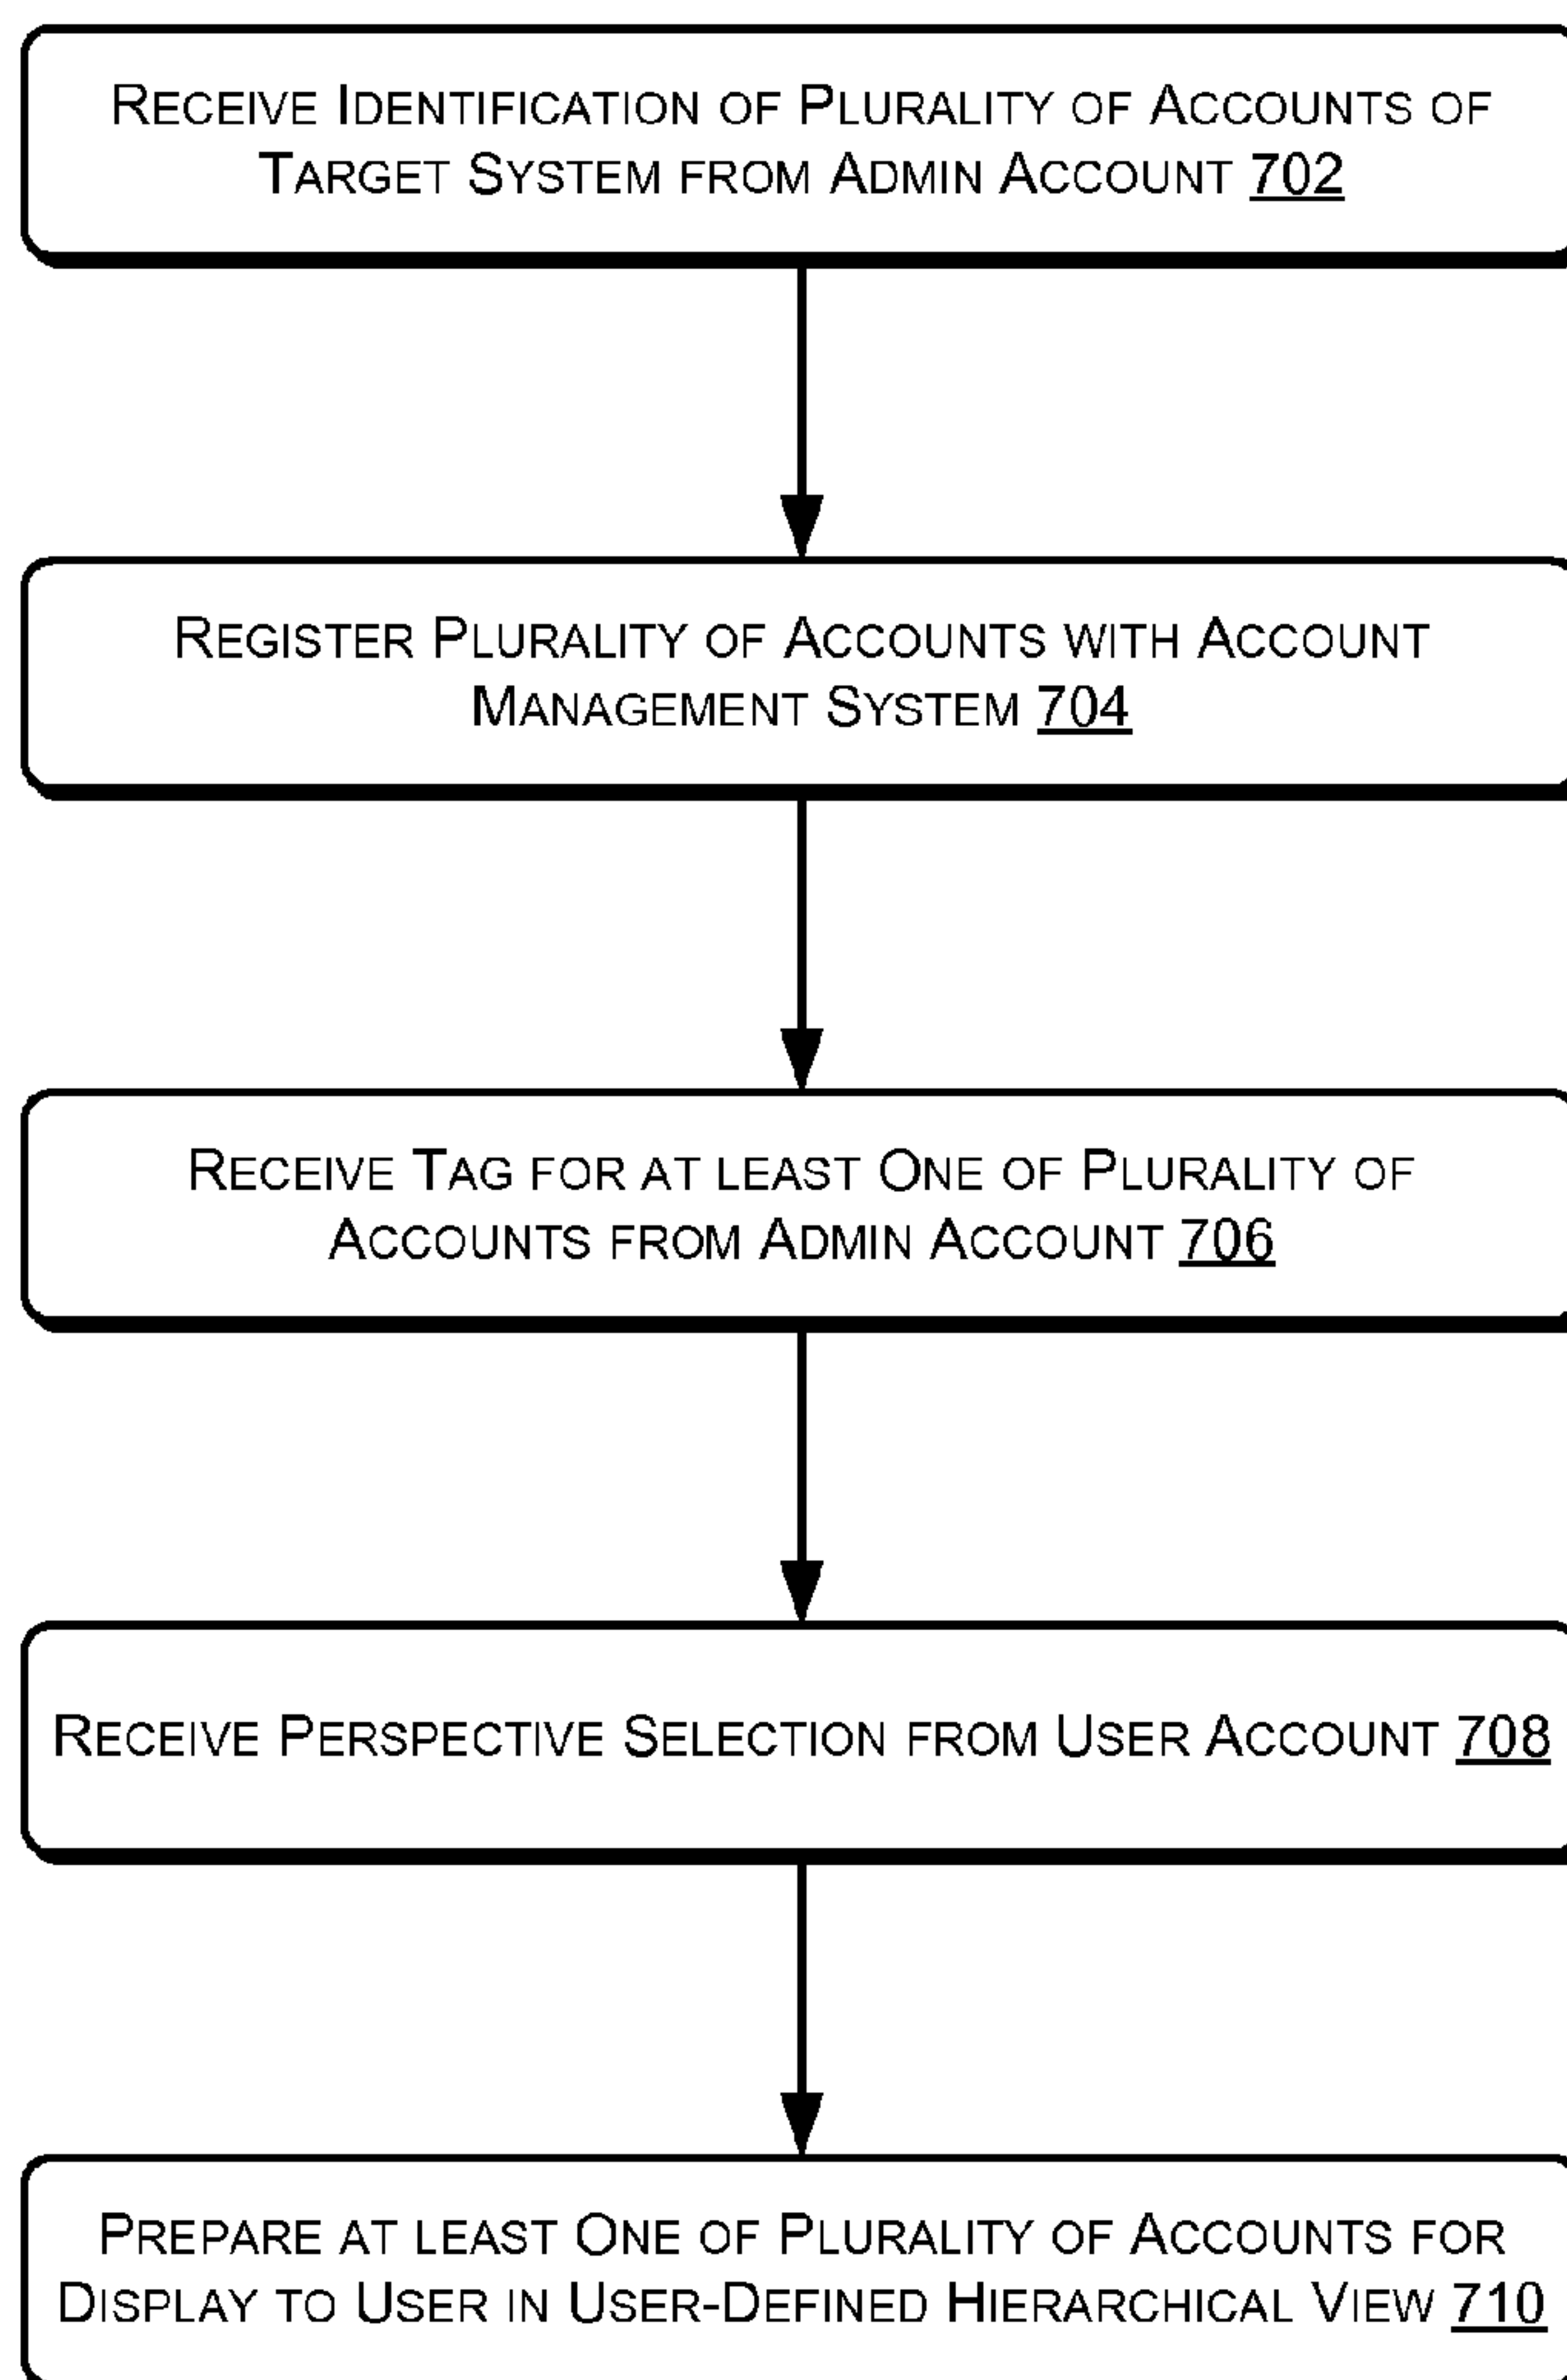 RECEIVE IDENTIFICATION OF PLURALITY OF ACCOUNTS OF
TARGET SYSTEM FROM ADMIN ACCOUNT 702
REGISTER PLURALITY OF ACCOUNTS WITH ACCOUNT
MANAGEMENT SYSTEM 704
RECEIVE TAG FOR AT LEAST ONE OF PLURALITY OF
ACCOUNTS FROM ADMIN ACCOUNT 706
RECEIVE PERSPECTIVE SELECTION FROM USER ACCOUNT 708
PREPARE AT LEAST ONE OF PLURALITY OF ACCOUNTS FOR
DISPLAY TO USER IN USER-DEFINED HIERARCHICAL VIEW 710